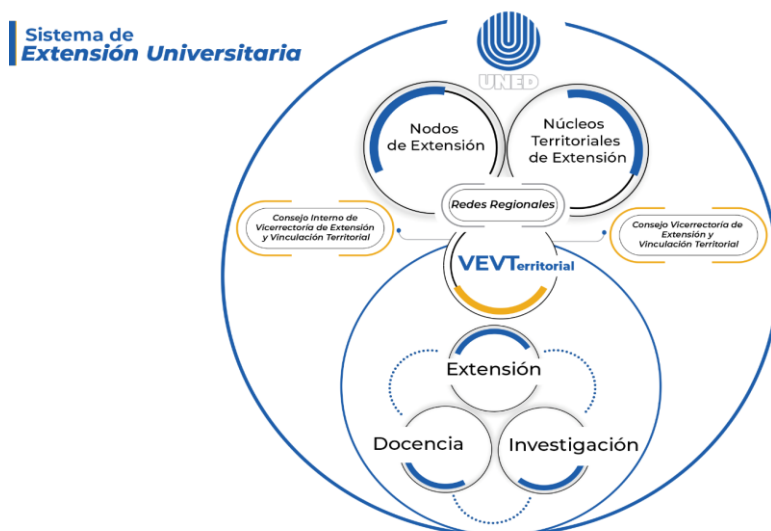 Sistema de
Extensión Universitaria
UNED
Nodos
de Extensión
Núcleos
Territoriales
de Extensión
Redes Regionales
Consejo Interno de
Vicerrectoría de Extensión
y Vinculación Territorial
Consejo Vicerrectoría de
Extensión y
Vinculación Territorial
VEVTerritorial
Extensión
Docencia
Investigación